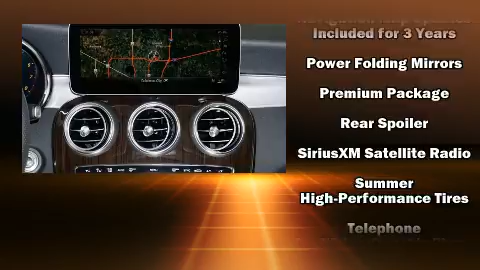 Included for 3 Years
Power Folding Mirrors
Premium Package
Rear Spoiler
SiriusXM Satellite Radio
Summer
High-Performance Tires
Telephone